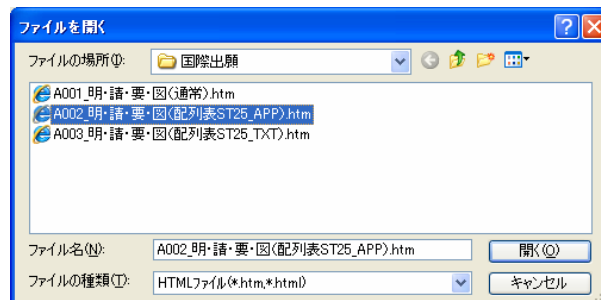 ファイルを開く
ファイルの場所(I):
国際出願
A001_明・請・要・図(通常).htm
A002_明・請・要・図(配列表ST25_APP).htm
A003_明・請・要・図(配列表ST25_TXT).htm
ファイル名(N):
A002_明・請・要・図(配列表ST25_APP).htm
開く(O)
ファイルの種類(T):
HTMLファイル(*.htm,*.html)
キャンセル